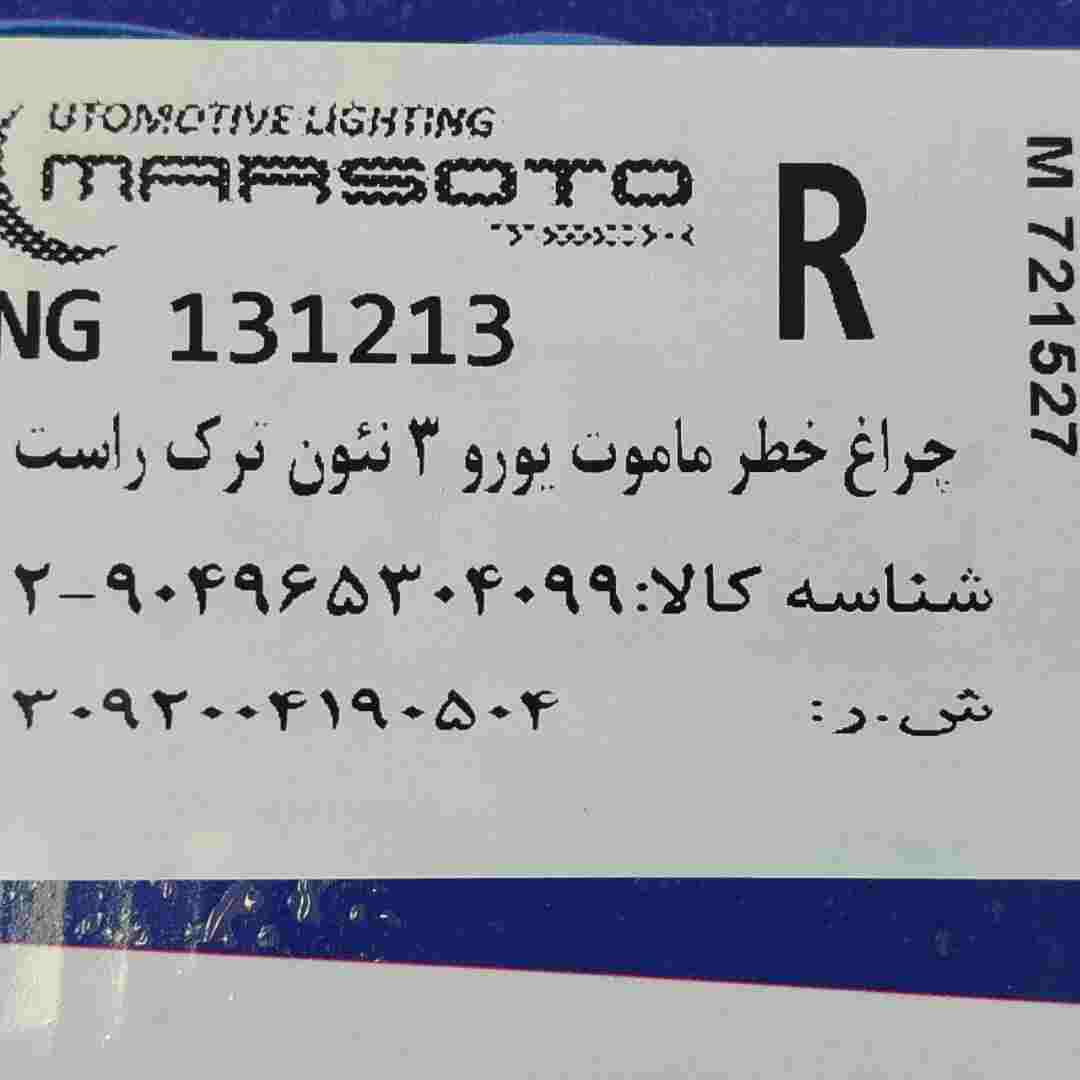 UTOMOTIVE LIGHTING
MARSOTO
R
M 721527
NG 131213
چراغ خطر ماموت یورو ۳ نئون ترک راست
شناسه کالا:۲-۹۰۴۹۶۵۳۰۴۰۹۹
ش.ر: ۳۰۹۲۰۰۴۱۹۰۵۰۴